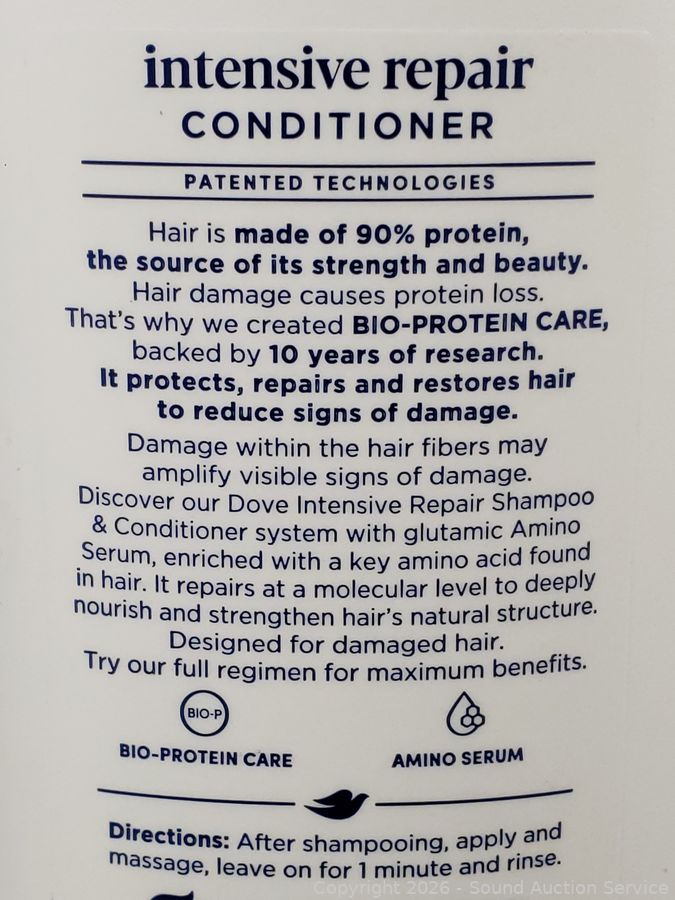 intensive repair
CONDITIONER
PATENTED TECHNOLOGIES
Hair is made of 90% protein,
the source of its strength and beauty.
Hair damage causes protein loss.
That's why we created BIO-PROTEIN CARE,
backed by 10 years of research.
It protects, repairs and restores hair
to reduce signs of damage.
Damage within the hair fibers may
amplify visible signs of damage.
Discover our Dove Intensive Repair Shampoo
& Conditioner system with glutamic Amino
Serum, enriched with a key amino acid found
in hair. It repairs at a molecular level to deeply
nourish and strengthen hair's natural structure.
Designed for damaged hair.
Try our full regimen for maximum benefits.
BIO-P
BIO-PROTEIN CARE AMINO SERUM
Directions: After shampooing, apply and
massage, leave on for 1 minute and rinse.
Copyright 2026 - Sound Auction Service